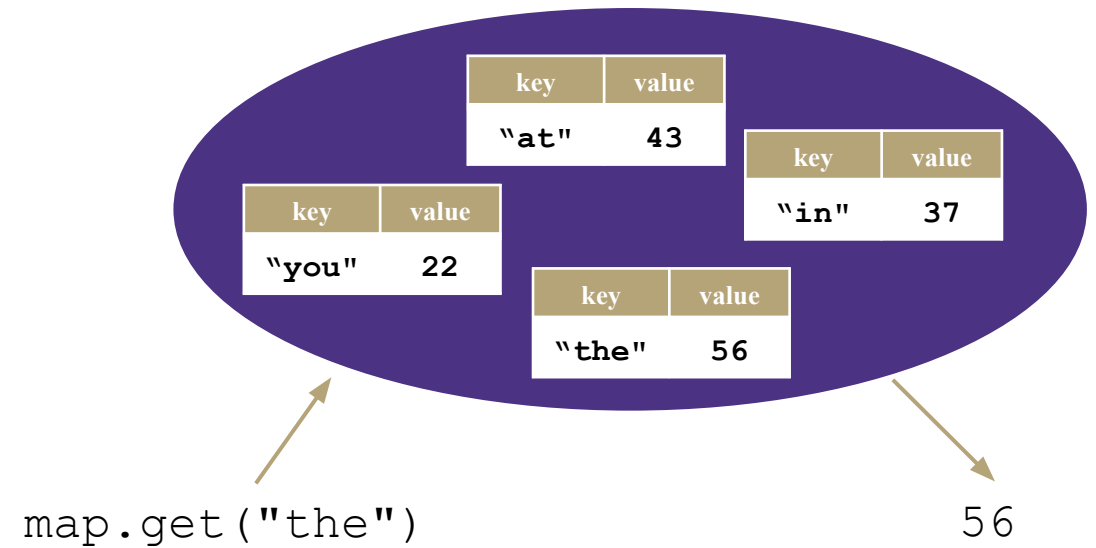 key value
“at" 43
key value
“in" 37
key value
“you" 22
key value
“the" 56
map.get("the")
56